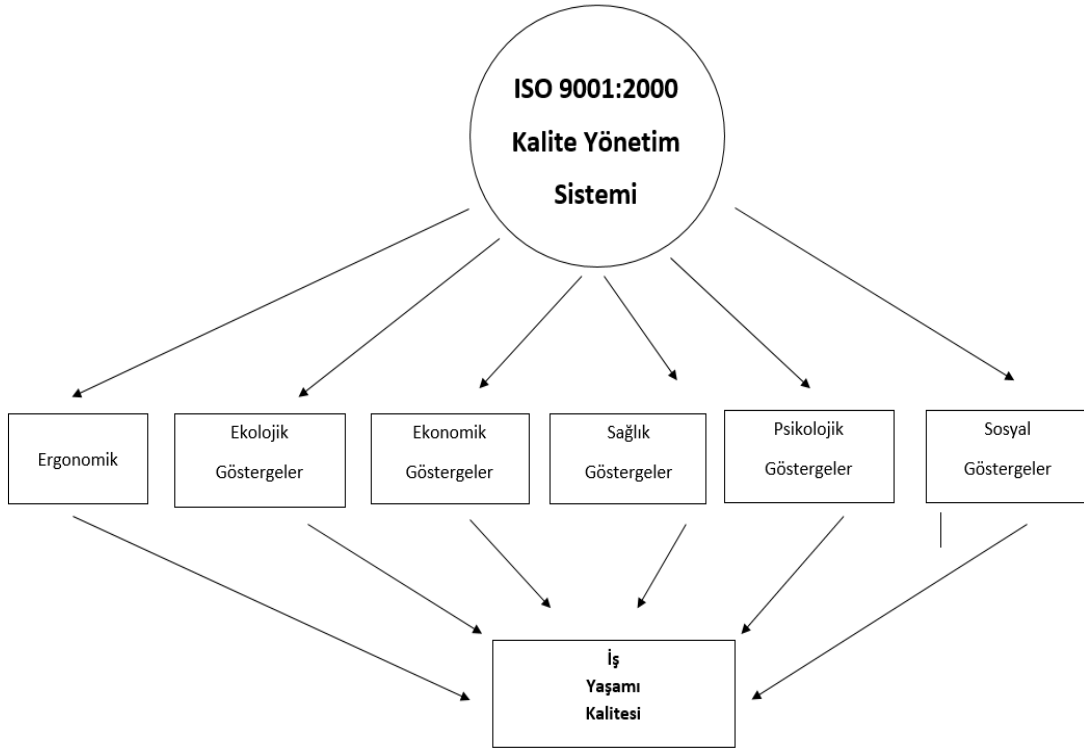 ISO 9001:2000
Kalite Yönetim
Sistemi
Ergonomik
Ekolojik
Göstergeler
Ekonomik
Göstergeler
Sağlık
Göstergeler
Psikolojik
Göstergeler
Sosyal
Göstergeler
İş
Yaşamı
Kalitesi